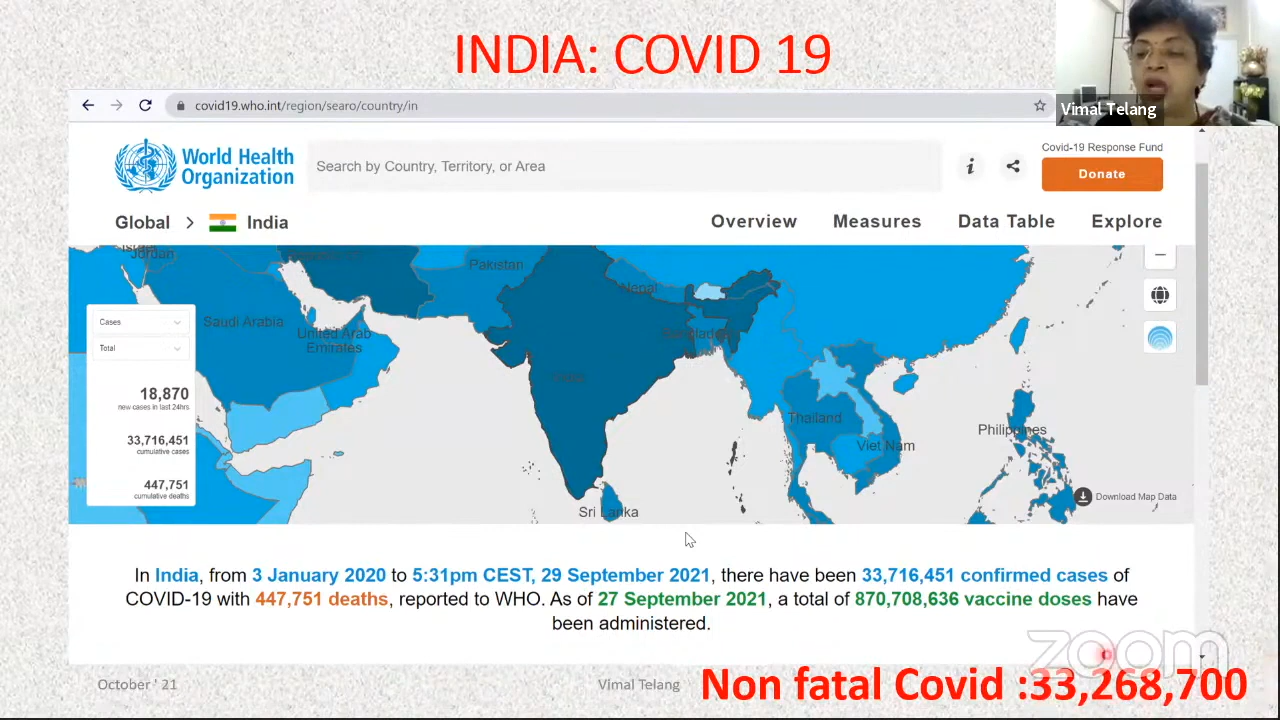 INDIA: COVID 19
Vimal Telang
covid19.who.int/region/searo/country/in
World Health
Organization
Search by Country, Territory, or Area
i
Covid-19 Response Fund
Donate
Global > India
Overview Measures Data Table Explore
Jordan
Pakistan
Nepal
Saudi Arabia
United Arab
Emirates
Bangladesh
India
Thailand
Viet Nam
Philippines
Sri Lanka
Cases
Total
18,870
new cases in last 24hrs
33,716,451
cumulative cases
447,751
cumulative deaths
Download Map Data
In India, from 3 January 2020 to 5:31pm CEST, 29 September 2021, there have been 33,716,451 confirmed cases of
COVID-19 with 447,751 deaths, reported to WHO. As of 27 September 2021, a total of 870,708,636 vaccine doses have
been administered.
zoom
October ' 21
Vimal Telang
Non fatal Covid :33,268,700